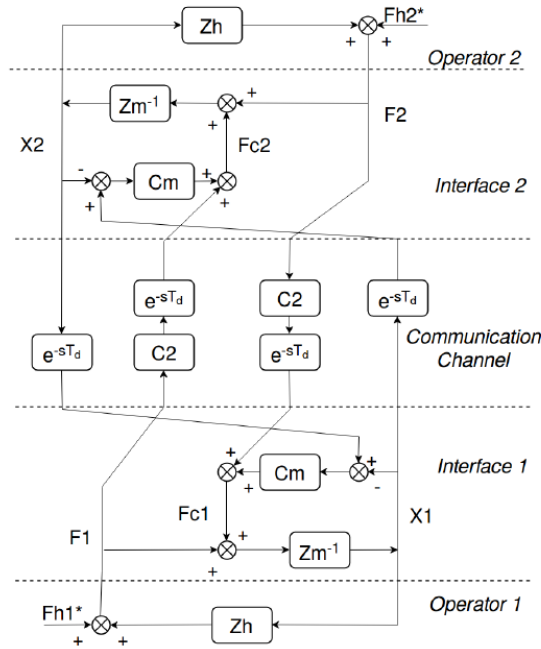 Zh
Fh2*
+ +
Operator 2
Zm-1
+
+
F2
X2
Fc2
-
Cm
+
+
+
Interface 2
e-sTd
C2
e-sTd
e-sTd
C2
e-sTd
Communication
Channel
+
+
Cm
+
-
Interface 1
+
Fc1
X1
F1
+
Zm-1
+
Fh1*
Operator 1
Zh
+ +